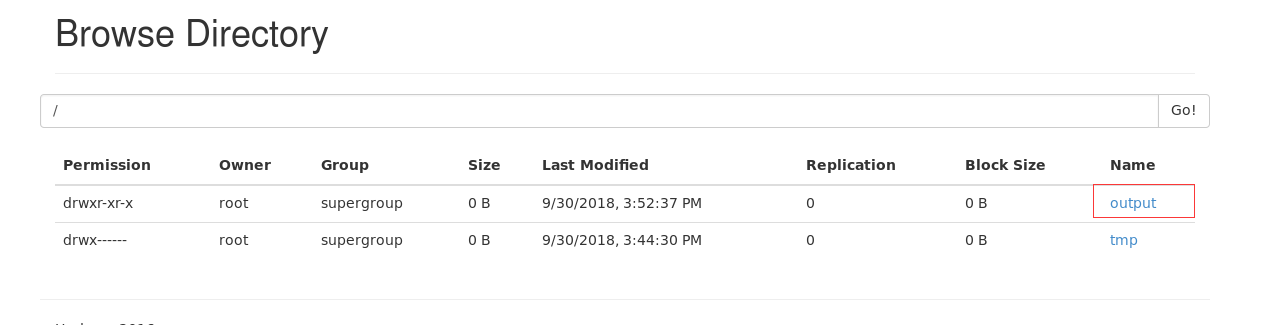 Browse Directory
/ Go!
Permission Owner Group Size Last Modified Replication Block Size Name
drwxr-xr-x root supergroup 0 B 9/30/2018, 3:52:37 PM 0 0 B output
drwx------ root supergroup 0 B 9/30/2018, 3:44:30 PM 0 0 B tmp